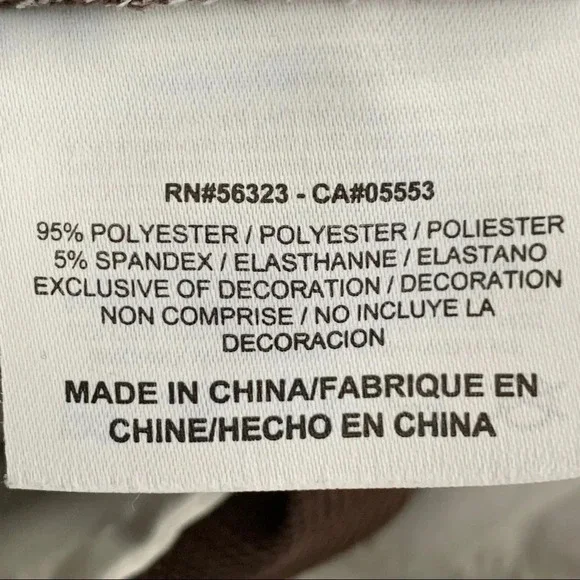 RN#56323 - CA#05553
95% POLYESTER / POLYESTER / POLIESTER
5% SPANDEX / ELASTHANNE / ELASTANO
EXCLUSIVE OF DECORATION / DECORATION
NON COMPRISE / NO INCLUYE LA
DECORACION
MADE IN CHINA/FABRIQUE EN
CHINE/HECHO EN CHINA